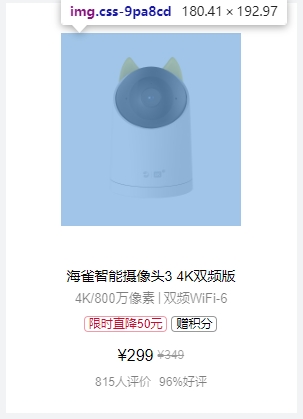 img.css-9pa8cd 180.41 × 192.97
海雀智能摄像头3 4K双频版
4K/800万像素 | 双频WiFi-6
限时直降50元 赠积分
¥299 ¥349
815人评价 96%好评